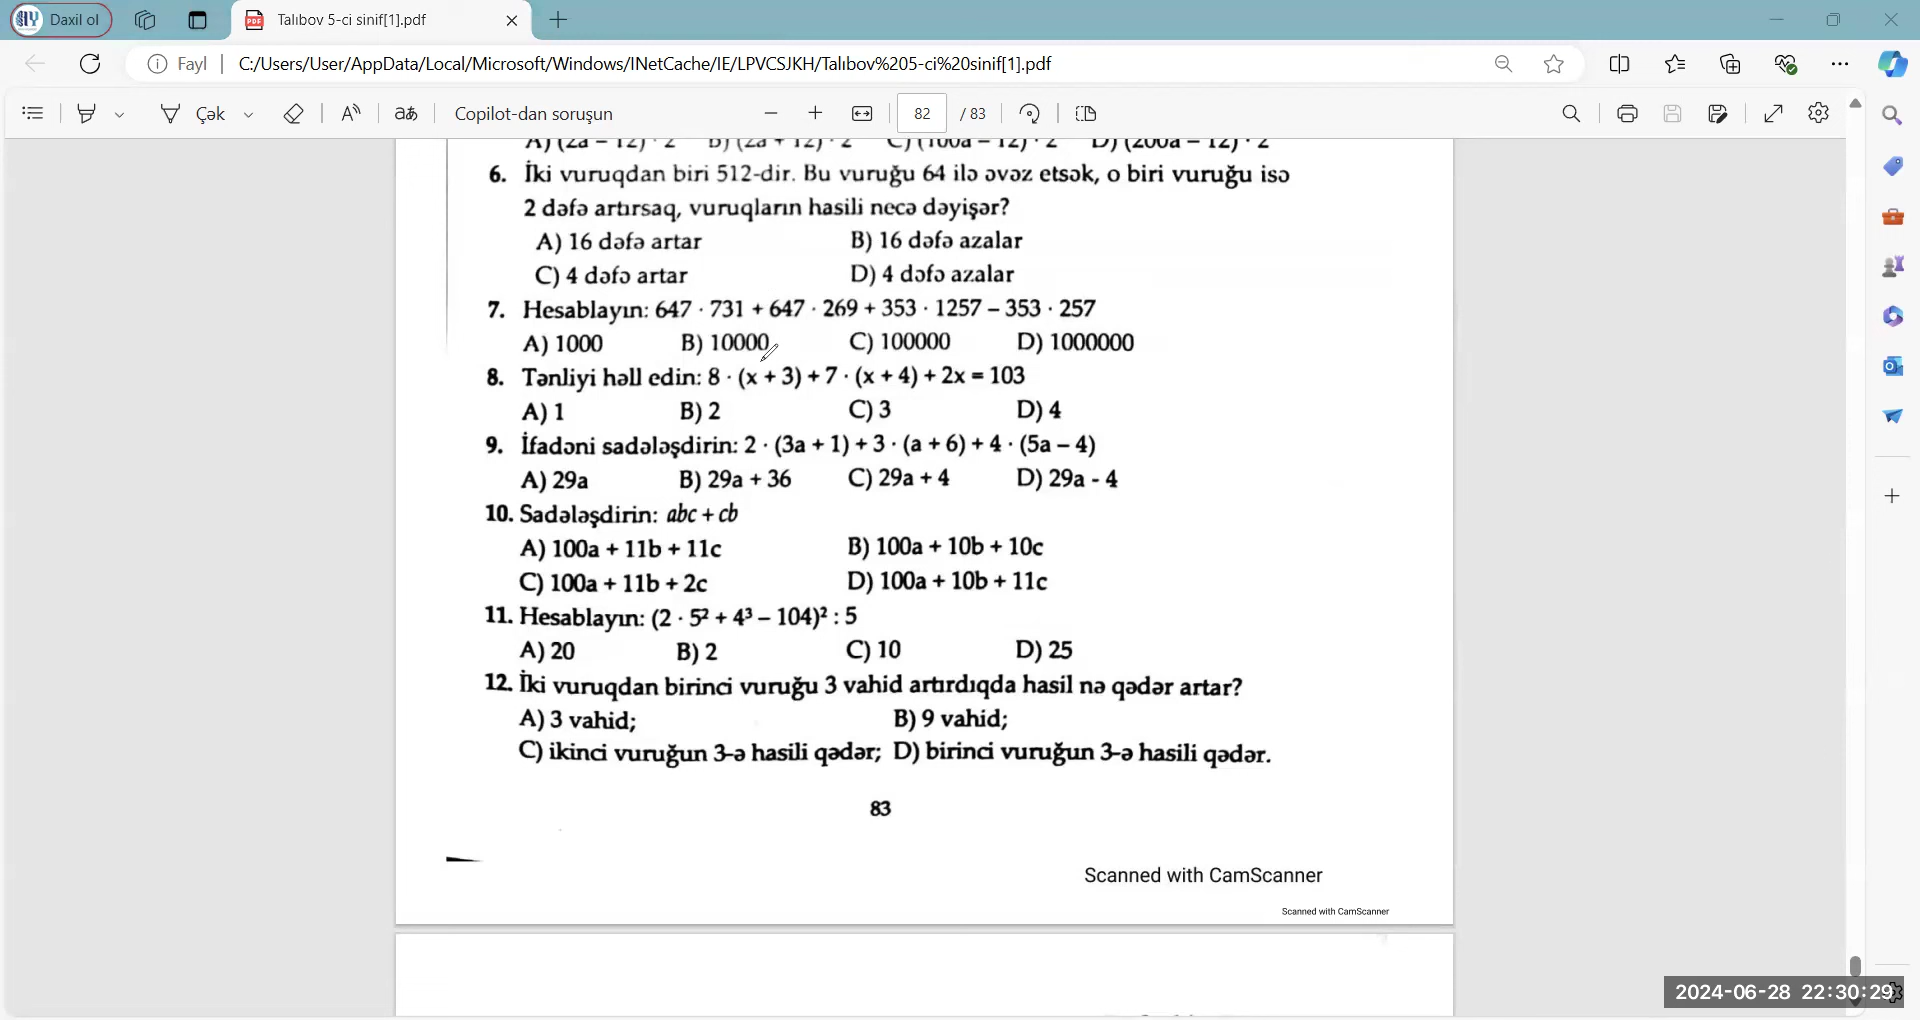 Daxil ol
Talıbov 5-ci sinif[1].pdf
Fayl
C:/Users/User/AppData/Local/Microsoft/Windows/INetCache/IE/LPVCSJKH/Talıbov%205-ci%20sinif[1].pdf
Çək
Copilot-dan soruşun
82 / 83
A) (2a – 12) · 2 B) (2a + 12) · 2 C) (100a – 12) · 2 D) (200a – 12) · 2
6. İki vuruqdan biri 512-dir. Bu vuruğu 64 ilə əvəz etsək, o biri vuruğu isə
2 dəfə artırsaq, vuruqların hasili necə dəyişər?
A) 16 dəfə artar B) 16 dəfə azalar
C) 4 dəfə artar D) 4 dəfə azalar
7. Hesablayın: 647 · 731 + 647 · 269 + 353 · 1257 – 353 · 257
A) 1000 B) 10000 C) 100000 D) 1000000
8. Tənliyi həll edin: 8 · (x + 3) + 7 · (x + 4) + 2x = 103
A) 1 B) 2 C) 3 D) 4
9. İfadəni sadələşdirin: 2 · (3a + 1) + 3 · (a + 6) + 4 · (5a – 4)
A) 29a B) 29a + 36 C) 29a + 4 D) 29a - 4
10. Sadələşdirin: abc + cb
A) 100a + 11b + 11c B) 100a + 10b + 10c
C) 100a + 11b + 2c D) 100a + 10b + 11c
11. Hesablayın: (2 · 5² + 4³ – 104)² : 5
A) 20 B) 2 C) 10 D) 25
12. İki vuruqdan birinci vuruğu 3 vahid artırdıqda hasil nə qədər artar?
A) 3 vahid; B) 9 vahid;
C) ikinci vuruğun 3-ə hasili qədər; D) birinci vuruğun 3-ə hasili qədər.
83
Scanned with CamScanner
Scanned with CamScanner
2024-06-28 22:30:29